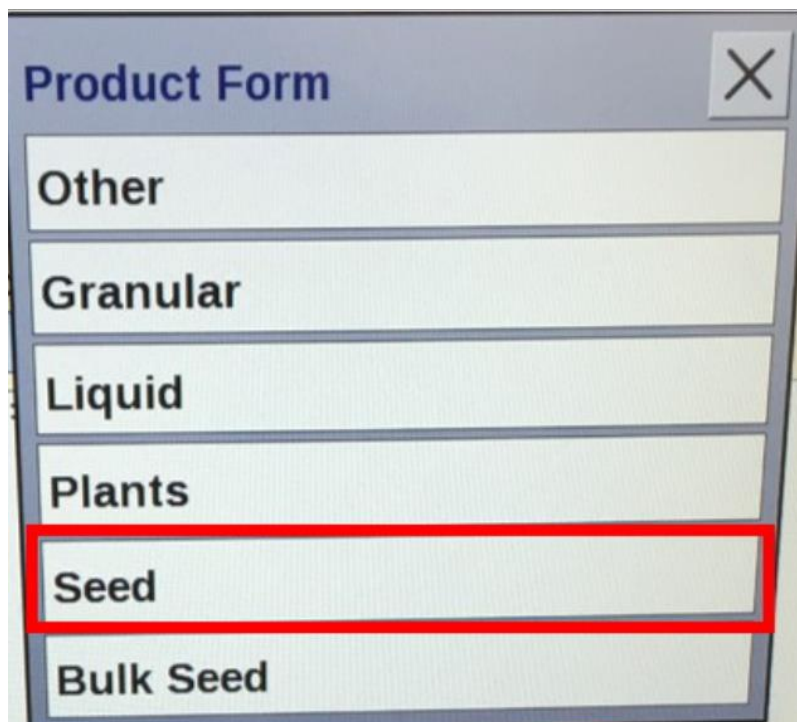 Product Form
Other
Granular
Liquid
Plants
Seed
Bulk Seed